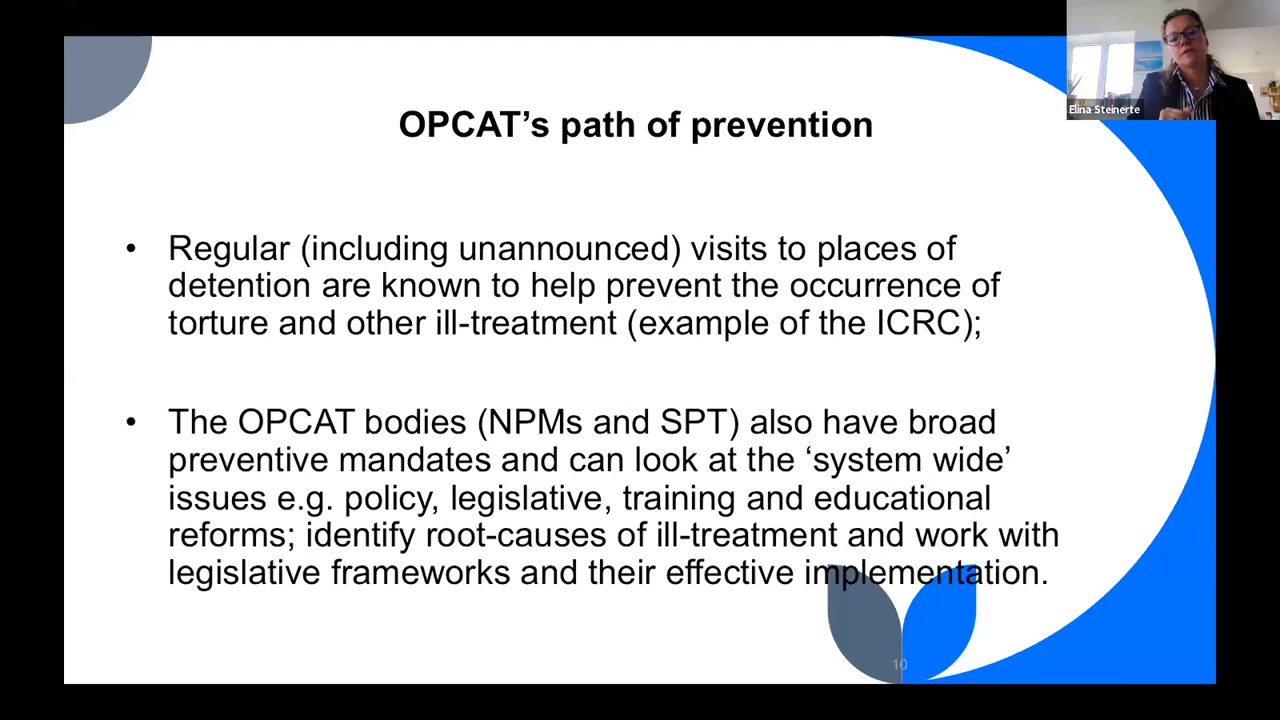 Elina Steinerte
OPCAT’s path of prevention
• Regular (including unannounced) visits to places of
detention are known to help prevent the occurrence of
torture and other ill-treatment (example of the ICRC);
• The OPCAT bodies (NPMs and SPT) also have broad
preventive mandates and can look at the ‘system wide’
issues e.g. policy, legislative, training and educational
reforms; identify root-causes of ill-treatment and work with
legislative frameworks and their effective implementation.
10